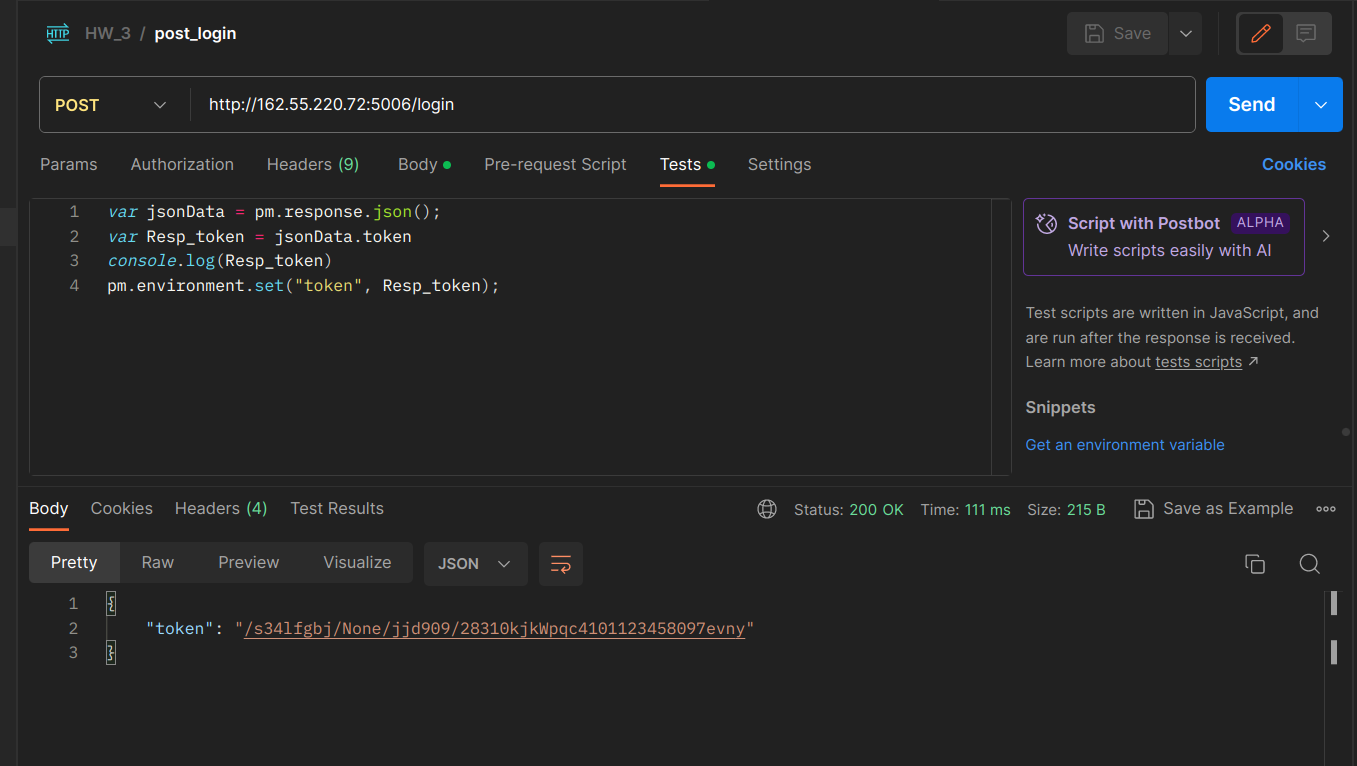 HTTP HW_3 / post_login Save
POST http://162.55.220.72:5006/login Send
Params Authorization Headers (9) Body Pre-request Script Tests Settings Cookies
1 var jsonData = pm.response.json();
2 var Resp_token = jsonData.token
3 console.log(Resp_token)
4 pm.environment.set("token", Resp_token);
Script with Postbot ALPHA
Write scripts easily with AI
Test scripts are written in JavaScript, and
are run after the response is received.
Learn more about tests scripts ↗
Snippets
Get an environment variable
Body Cookies Headers (4) Test Results Status: 200 OK Time: 111 ms Size: 215 B Save as Example
Pretty Raw Preview Visualize JSON
1 {
2 "token": "/s34lfgbj/None/jjd909/28310kjkWpqc4101123458097evny"
3 }